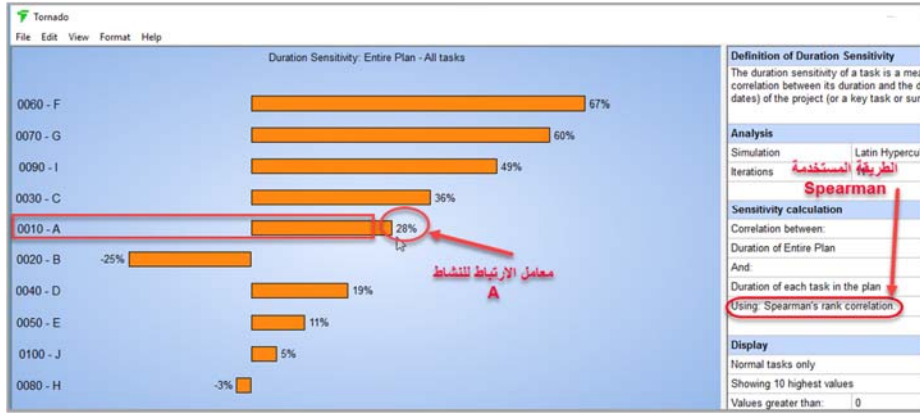 Tornado
File Edit View Format Help
Duration Sensitivity: Entire Plan - All tasks
0060 - F 67%
0070 - G 60%
0090 - I 49%
0030 - C 36%
0010 - A 28%
0020 - B -25%
0040 - D 19%
0050 - E 11%
0100 - J 5%
0080 - H -3%
معامل الارتباط للنشاط
A
Definition of Duration Sensitivity
The duration sensitivity of a task is a
correlation between its duration and the
dates) of the project (or a key task or
Analysis
Simulation Latin
Iterations
الطريقة المستخدمة
Spearman
Sensitivity calculation
Correlation between:
Duration of Entire Plan
And:
Duration of each task in the plan
Using: Spearman's rank correlation.
Display
Normal tasks only
Showing 10 highest values
Values greater than: 0